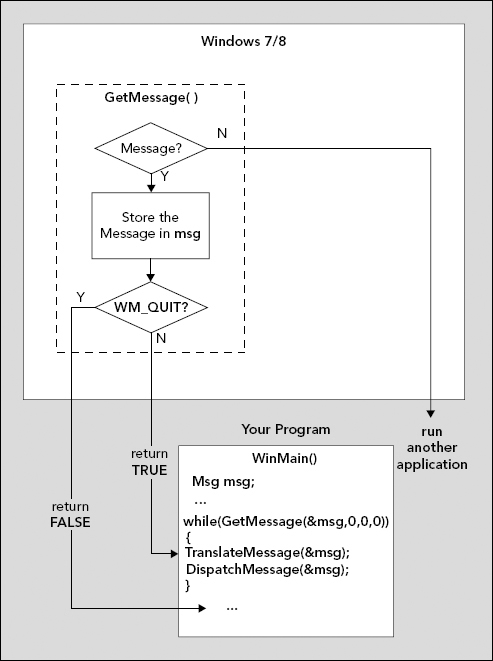 Windows 7/8
GetMessage( )
Message?
N
Y
Store the
Message in msg
WM_QUIT?
Y
N
return
TRUE
return
FALSE
run
another
application
Your Program
WinMain()
Msg msg;
...
while(GetMessage(&msg,0,0,0))
{
TranslateMessage(&msg);
DispatchMessage(&msg);
}
...